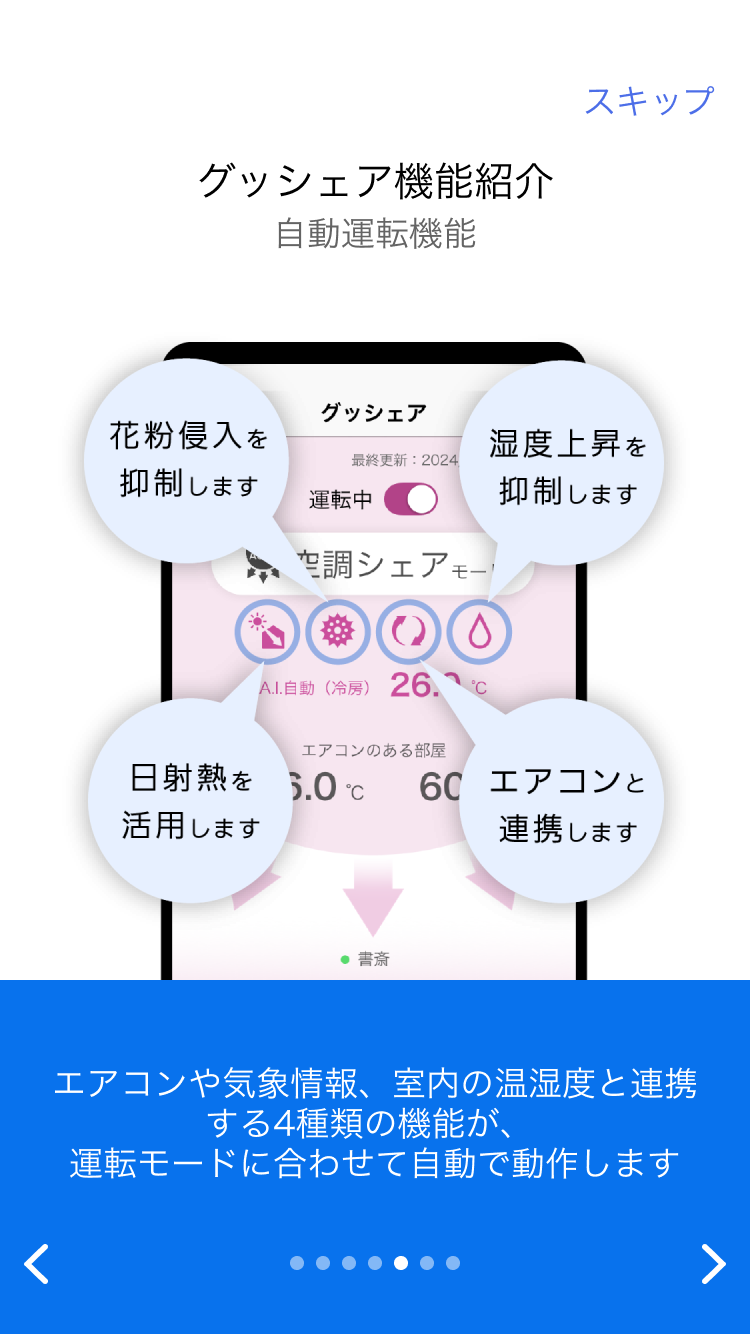 スキップ
グッシェア機能紹介
自動運転機能
グッシェア
花粉侵入を
抑制します
湿度上昇を
抑制します
最終更新：2024
運転中
空調シェアモー
A.I.自動（冷房） 26.0 ℃
エアコンのある部屋
6.0 ℃ 60
日射熱を
活用します
エアコンと
連携します
書斎
エアコンや気象情報、室内の温湿度と連携
する4種類の機能が、
運転モードに合わせて自動で動作します